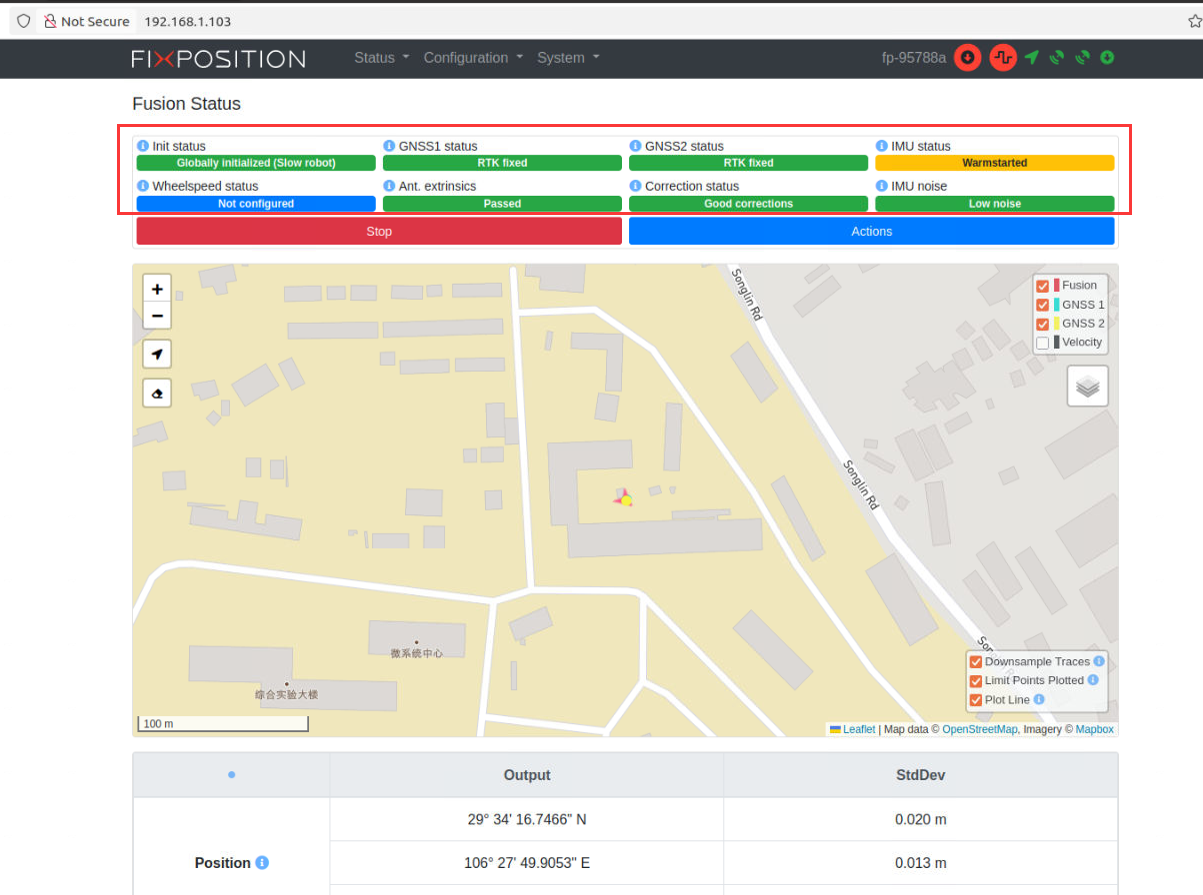 Not Secure 192.168.1.103
FIXPOSITION Status Configuration System fp-95788a
Fusion Status
Init status GNSS1 status GNSS2 status IMU status
Globally initialized (Slow robot) RTK fixed RTK fixed Warmstarted
Wheelspeed status Ant. extrinsics Correction status IMU noise
Not configured Passed Good corrections Low noise
Stop Actions
+
−
Songlin Rd
Fusion
GNSS 1
GNSS 2
Velocity
Songlin Rd
微系统中心
综合实验大楼
Downsample Traces
Limit Points Plotted
Plot Line
100 m
Leaflet | Map data © OpenStreetMap, Imagery © Mapbox
Output StdDev
29° 34' 16.7466" N 0.020 m
Position 106° 27' 49.9053" E 0.013 m